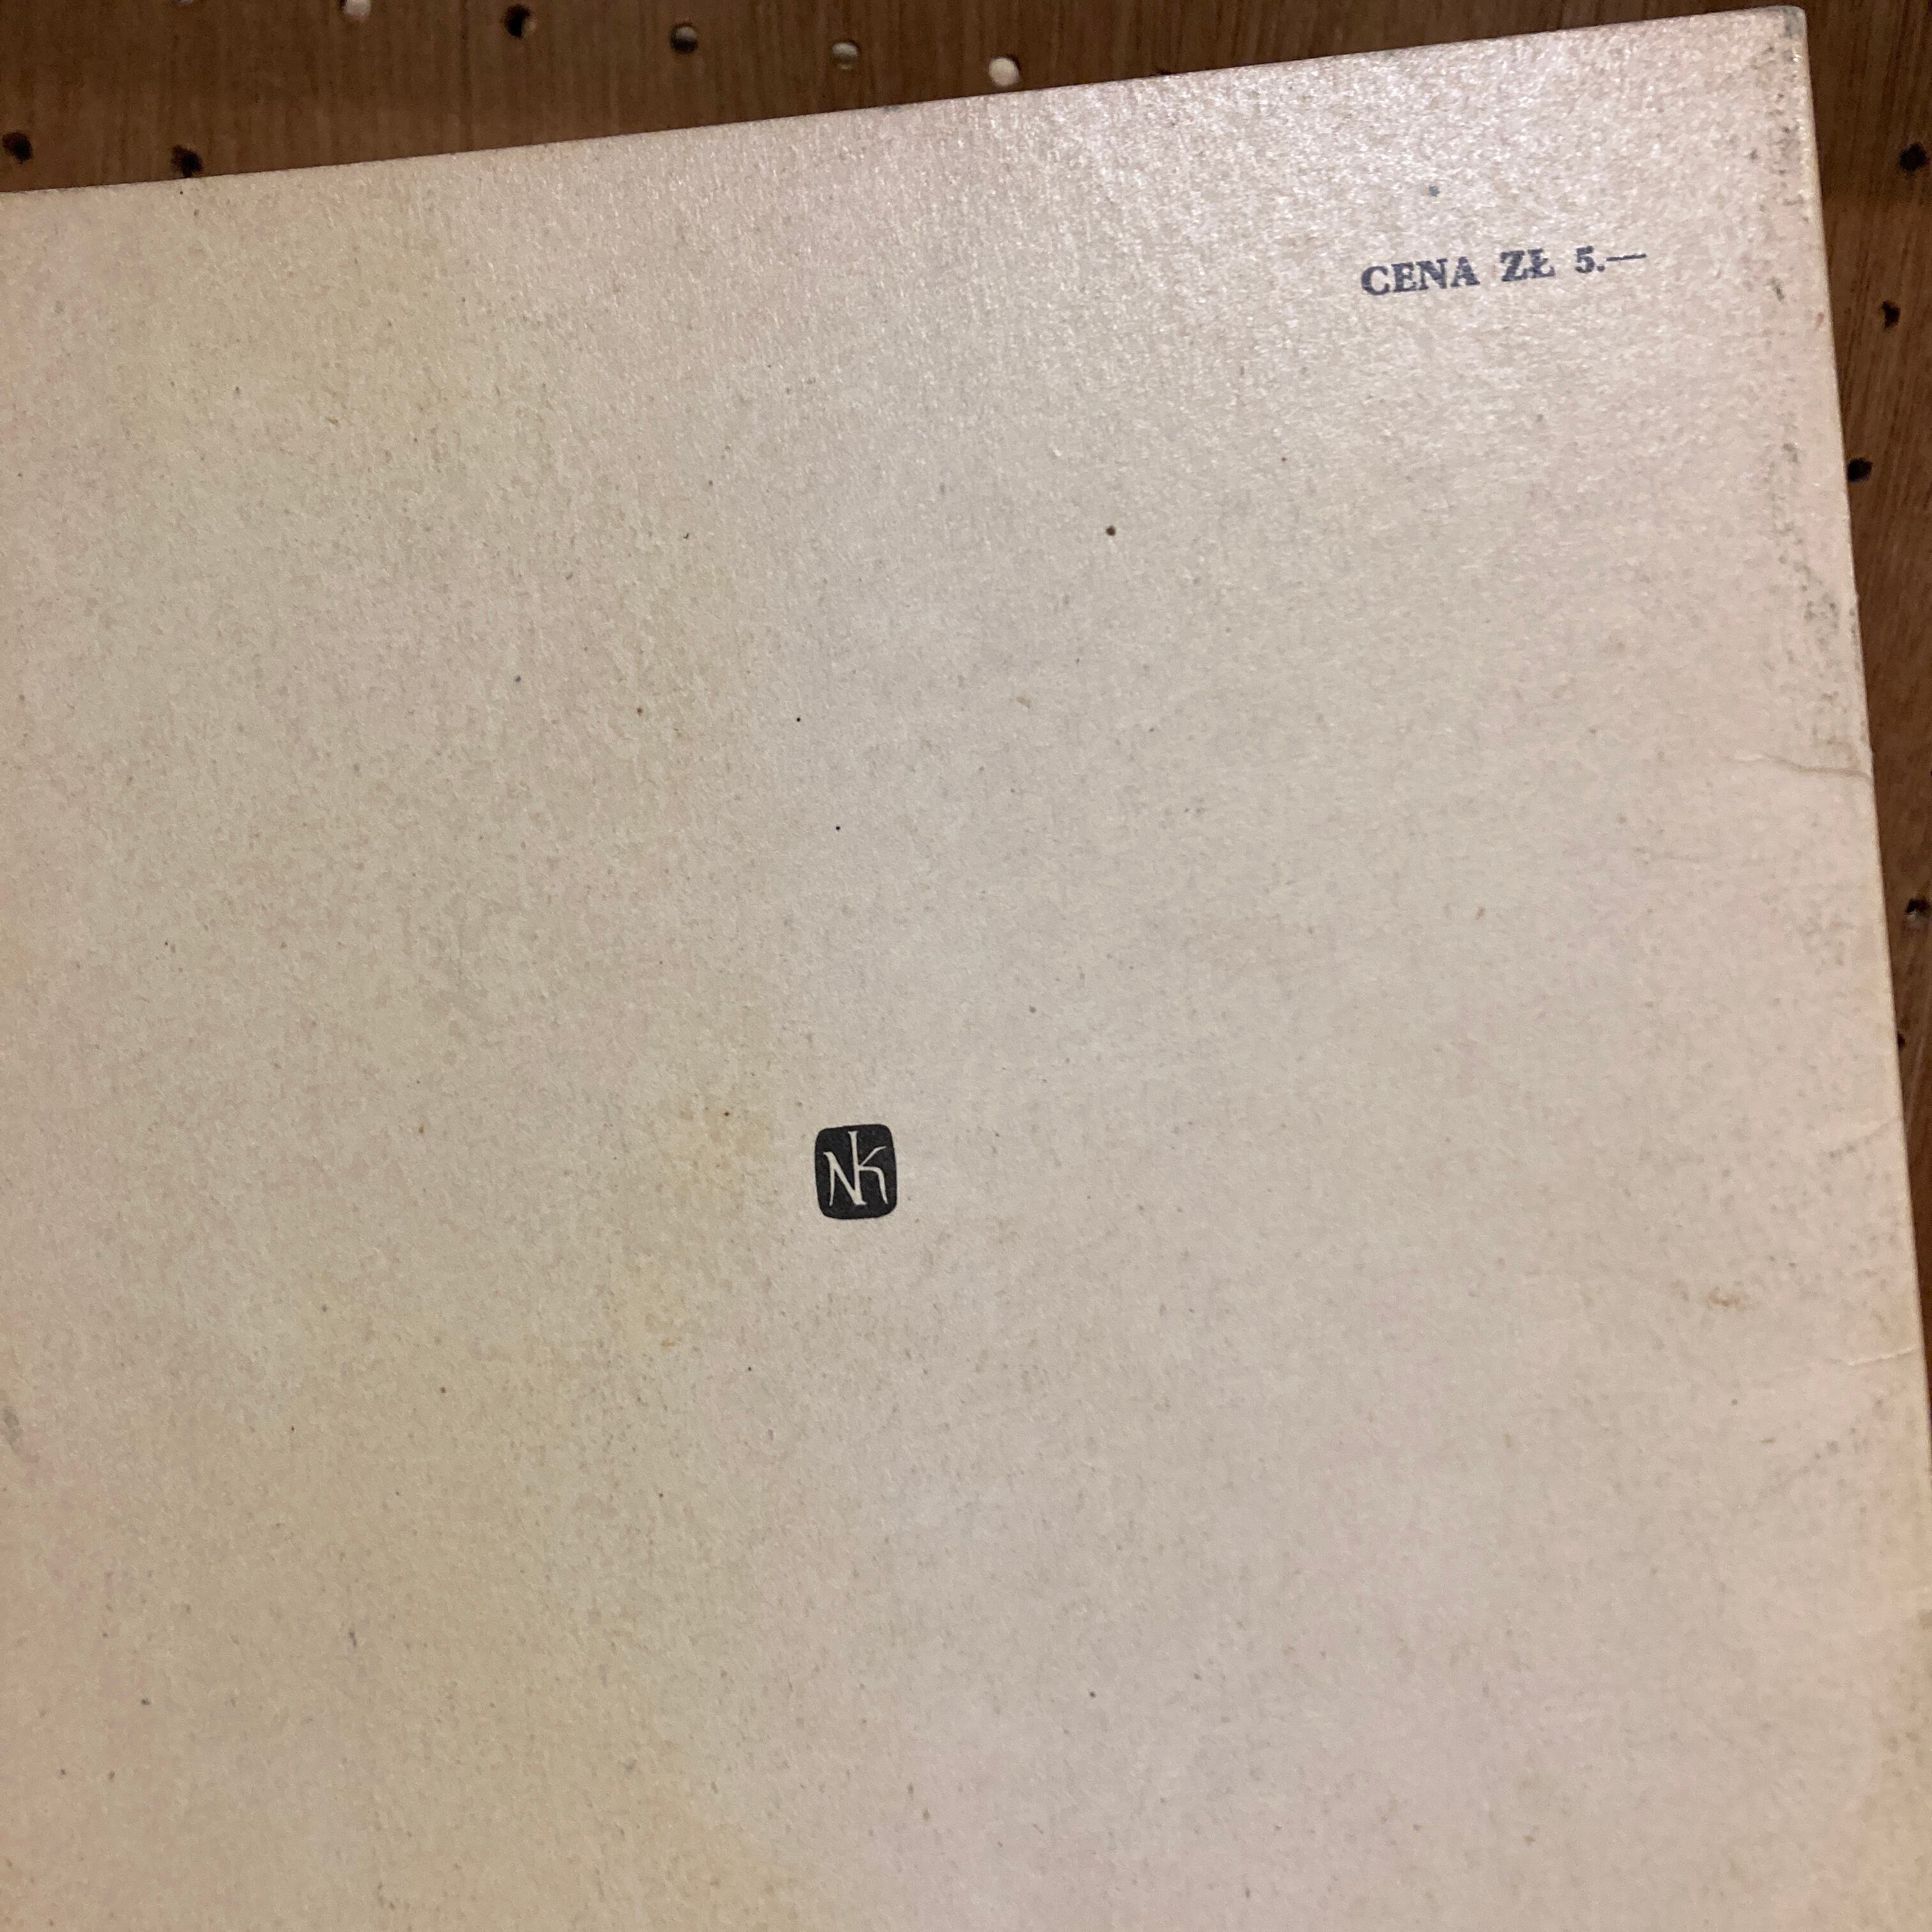 CENA ZŁ 5.—
NK